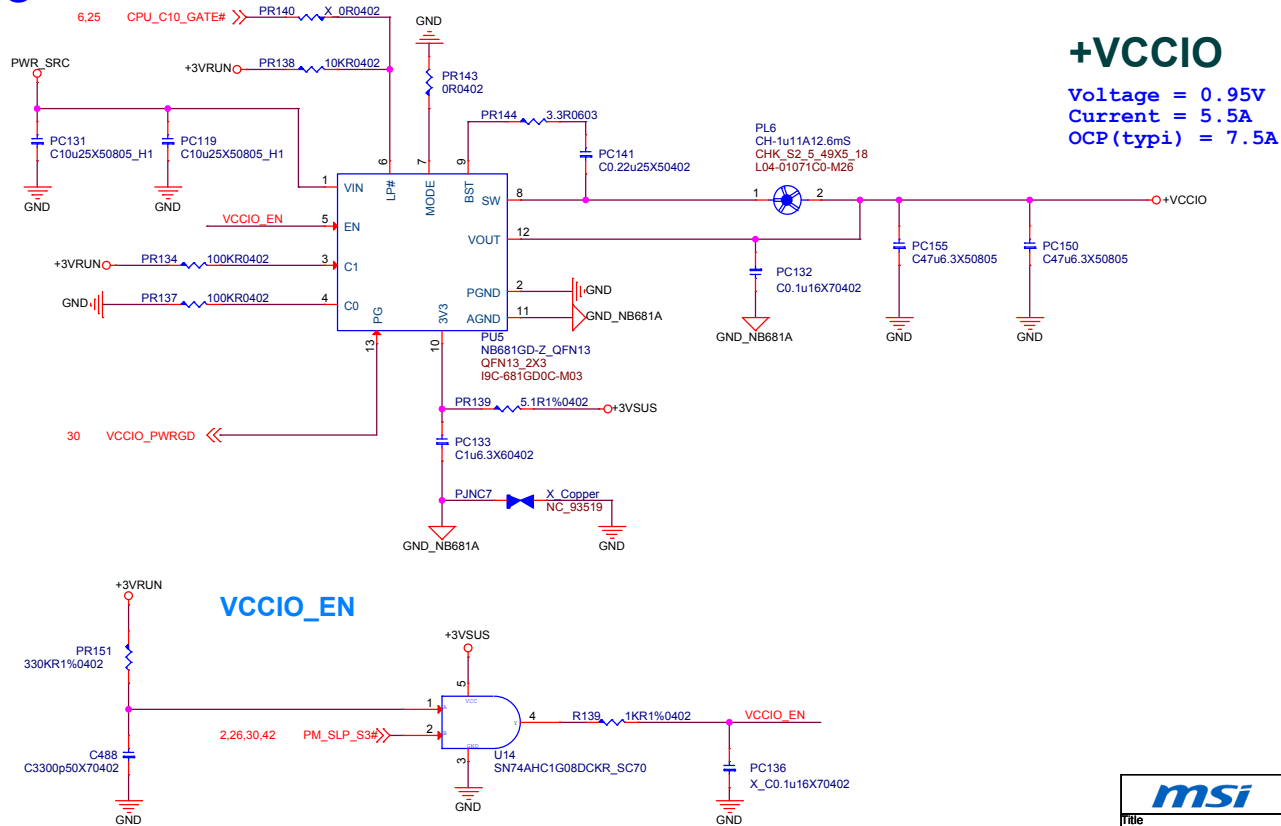 6,25 CPU_C10_GATE# PR140 X_0R0402
GND
PWR_SRC
+3VRUN PR138 10KR0402
PR143
0R0402
+VCCIO
Voltage = 0.95V
Current = 5.5A
OCP(typi) = 7.5A
PC131
C10u25X50805_H1
PC119
C10u25X50805_H1
PR144 3.3R0603
PC141
C0.22u25X50402
PL6
CH-1u11A12.6mS
CHK_S2_5_49X5_18
L04-01071C0-M26
GND
GND
6
7
9
1 VIN
LP#
MODE
BST
SW 8
1
2
+VCCIO
VCCIO_EN 5 EN
VOUT 12
+3VRUN PR134 100KR0402 3 C1
PC132
C0.1u16X70402
PC155
C47u6.3X50805
PC150
C47u6.3X50805
GND PR137 100KR0402 4 C0
PG
3V3
PGND 2 GND
AGND 11 GND_NB681A
13
10
PU5
NB681GD-Z_QFN13
QFN13_2X3
I9C-681GD0C-M03
GND_NB681A
GND
GND
PR139 5.1R1%0402 +3VSUS
30 VCCIO_PWRGD
PC133
C1u6.3X60402
PJNC7 X_Copper
NC_93519
GND_NB681A
GND
+3VRUN
VCCIO_EN
PR151
330KR1%0402
+3VSUS
5
VCC
1 A
4
R139 1KR1%0402 VCCIO_EN
2,26,30,42 PM_SLP_S3# 2 B
Y
GND
3
U14
SN74AHC1G08DCKR_SC70
C488
C3300p50X70402
PC136
X_C0.1u16X70402
GND
GND
GND
msi
Title